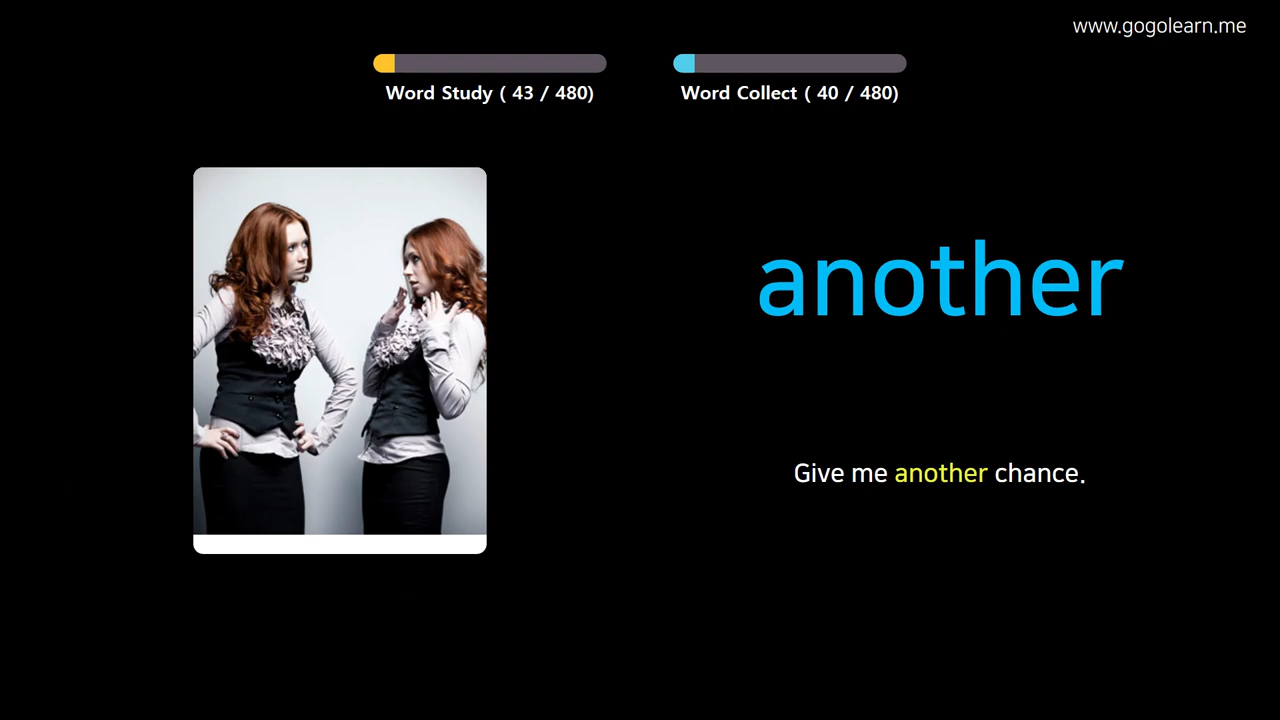 www.gogolearn.me
Word Study ( 43 / 480)
Word Collect ( 40 / 480)
another
Give me another chance.